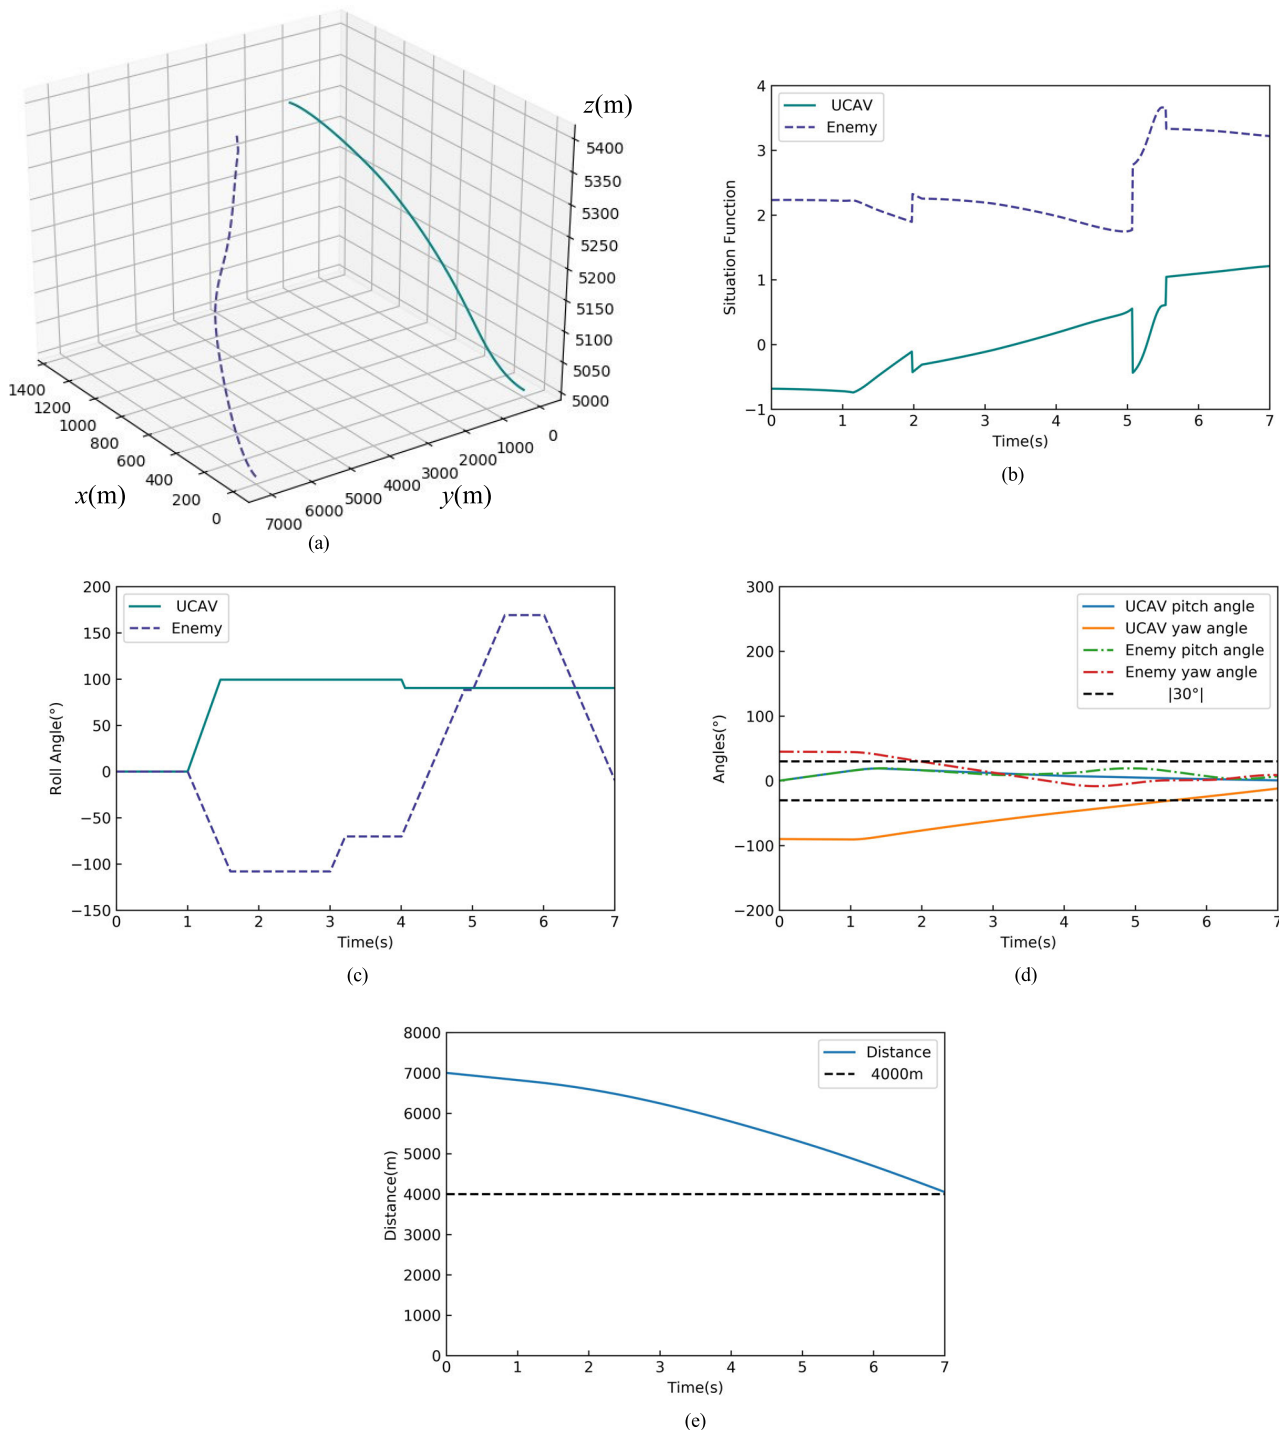 z(m)
5400
5350
5300
5250
5200
5150
5100
5050
5000
1400
1200
1000
800
600
400
200
0
x(m)
7000
6000
5000
4000
3000
2000
1000
0
y(m)
(a)
4
3
2
1
0
−1
Situation Function
UCAV
Enemy
0 1 2 3 4 5 6 7
Time(s)
(b)
200
150
100
50
0
−50
−100
−150
Roll Angle(°)
UCAV
Enemy
0 1 2 3 4 5 6 7
Time(s)
(c)
300
200
100
0
−100
−200
Angles(°)
UCAV pitch angle
UCAV yaw angle
Enemy pitch angle
Enemy yaw angle
|30°|
0 1 2 3 4 5 6 7
Time(s)
(d)
8000
7000
6000
5000
4000
3000
2000
1000
0
Distance(m)
Distance
4000m
0 1 2 3 4 5 6 7
Time(s)
(e)